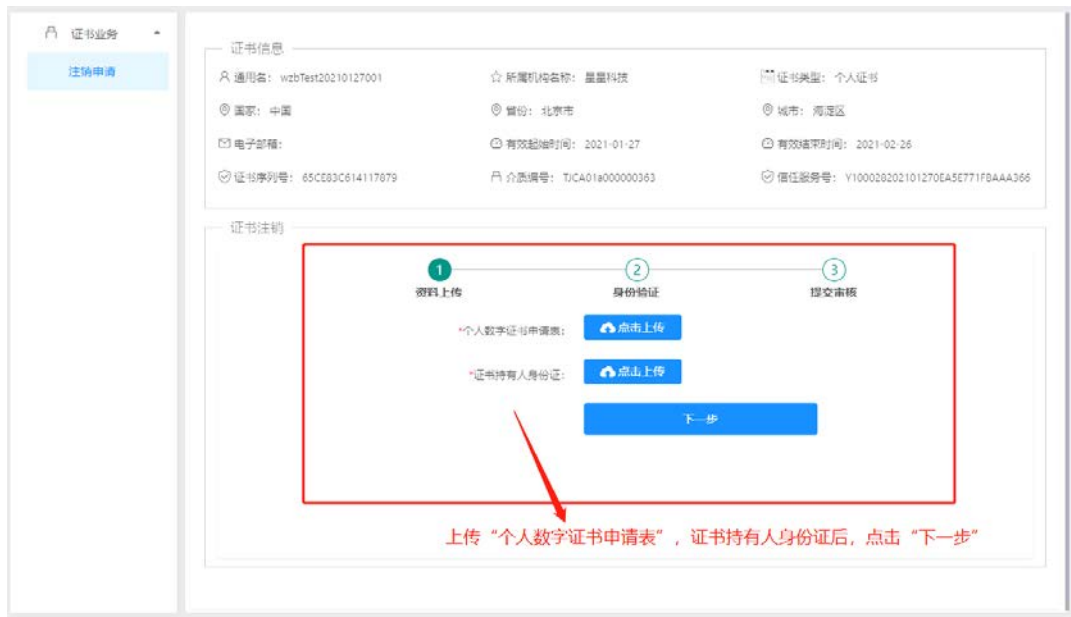 证书业务
注销申请
证书信息
通用名： wzbTest20210127001
所属机构名称： 星星科技
证书类型： 个人证书
国家： 中国
省份： 北京市
城市： 海淀区
电子邮箱：
有效起始时间： 2021-01-27
有效结束时间： 2021-02-26
证书序列号： 65CE83C614117879
介质编号： TJCA01a000000363
信任服务号： Y100028202101270EA5E771FBAAA366
证书注销
1
2
3
资料上传
身份验证
提交审核
*个人数字证书申请表：
点击上传
*证书持有人身份证：
点击上传
下一步
上传“个人数字证书申请表”，证书持有人身份证后，点击“下一步”